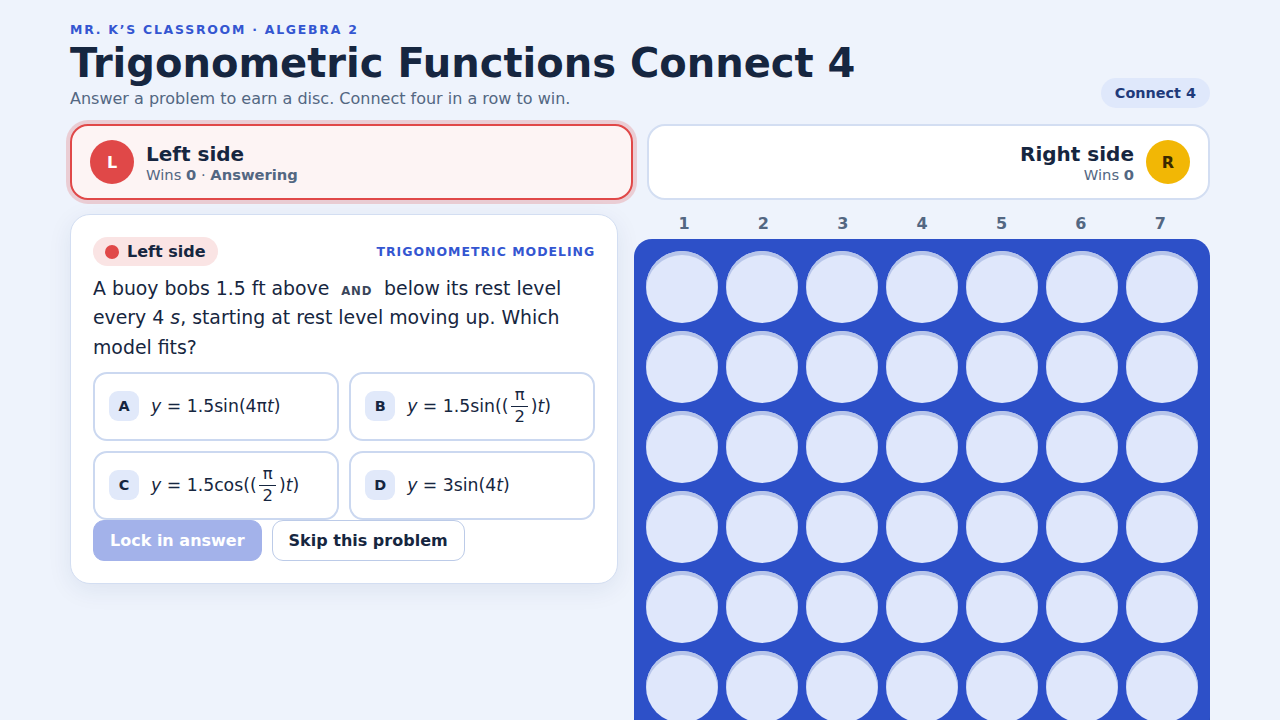 MR. K’S CLASSROOM · ALGEBRA 2
Trigonometric Functions Connect 4
Answer a problem to earn a disc. Connect four in a row to win.
Connect 4
L
Left side
Wins 0 · Answering
Right side
Wins 0
R
Left side
TRIGONOMETRIC MODELING
A buoy bobs 1.5 ft above AND below its rest level
every 4 s, starting at rest level moving up. Which
model fits?
A y = 1.5sin(4πt)
B y = 1.5sin((π/2)t)
C y = 1.5cos((π/2)t)
D y = 3sin(4t)
Lock in answer
Skip this problem
1 2 3 4 5 6 7